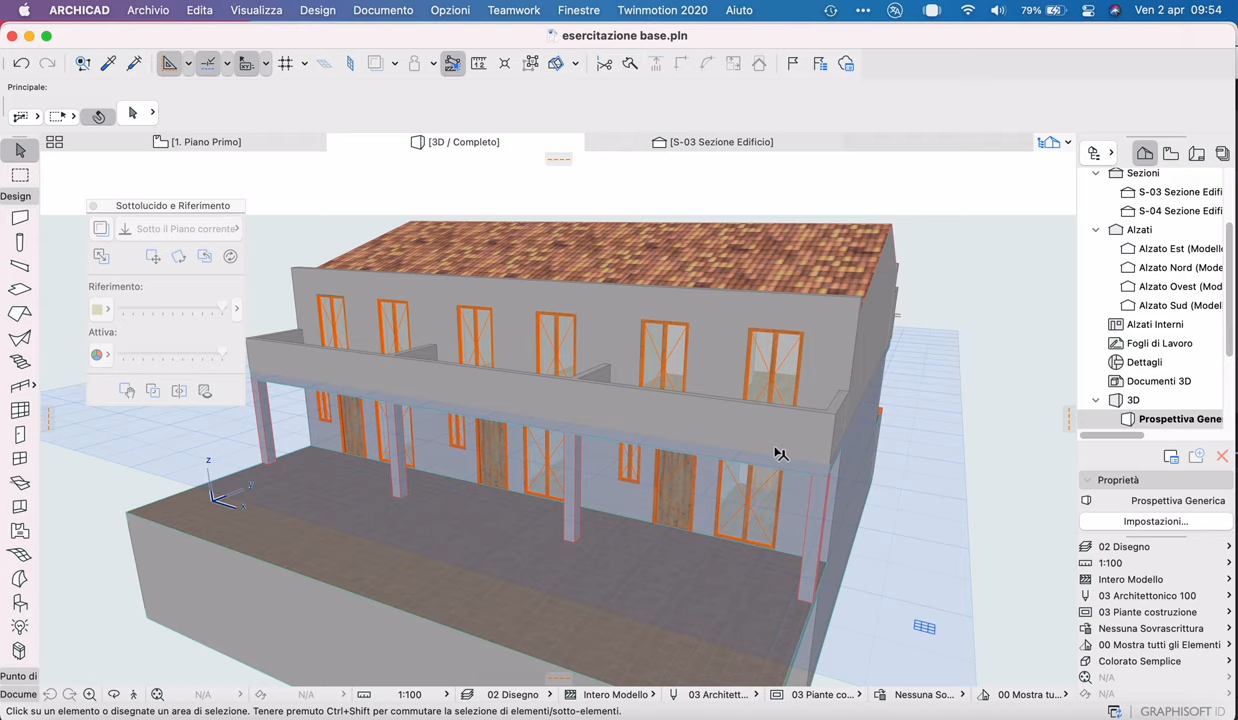 ARCHICAD Archivio Edita Visualizza Design Documento Opzioni Teamwork Finestre Twinmotion 2020 Aiuto 79% Ven 2 apr 09:54
esercitazione base.pln
Principale:
[1. Piano Primo] [3D / Completo] [S-03 Sezione Edificio]
Design
Sottolucido e Riferimento
Sotto il Piano corrente
Riferimento:
Attiva:
z
y
x
Sezioni
S-03 Sezione Edifi
S-04 Sezione Edifi
Alzati
Alzato Est (Modelle
Alzato Nord (Mode
Alzato Ovest (Mod
Alzato Sud (Model
Alzati Interni
Fogli di Lavoro
Dettagli
Documenti 3D
3D
Prospettiva Gene
Proprietà
Prospettiva Generica
Impostazioni...
02 Disegno
1:100
Intero Modello
03 Architettonico 100
03 Piante costruzione
Nessuna Sovrascrittura
00 Mostra tutti gli Elementi
Colorato Semplice
N/A
N/A
Punto di
Docume
N/A N/A 1:100 02 Disegno Intero Modello 03 Architett... 03 Piante co... Nessuna So... 00 Mostra tu...
Click su un elemento o disegnate un area di selezione. Tenere premuto Ctrl+Shift per commutare la selezione di elementi/sotto-elementi.
GRAPHISOFT ID